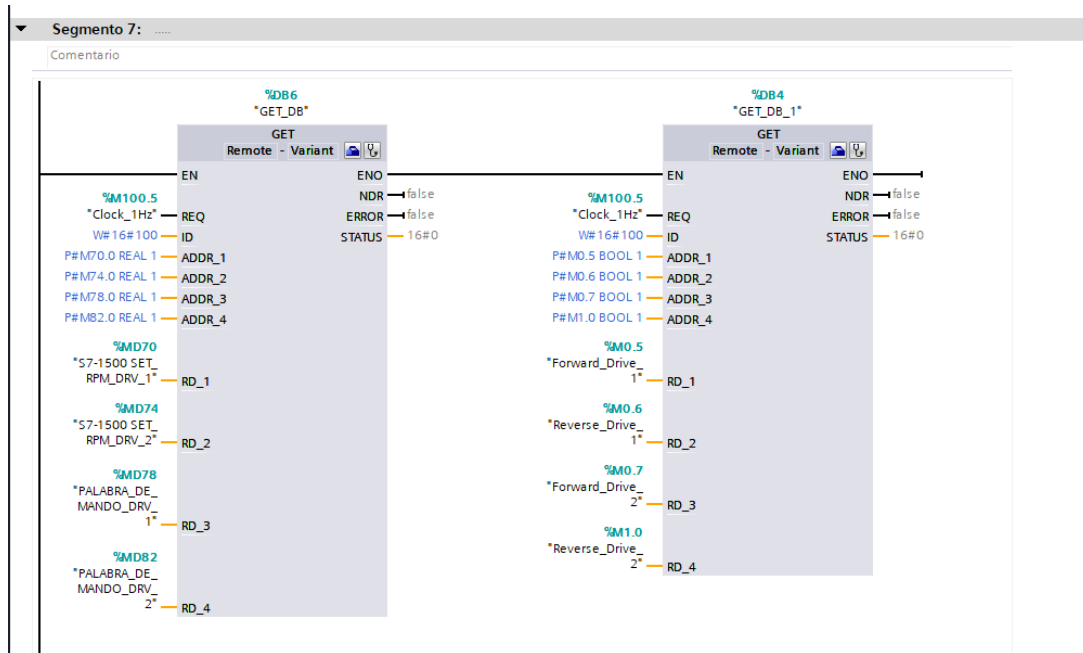 Segmento 7: .....
Comentario
%DB6
"GET_DB"
GET
Remote - Variant
EN
ENO
NDR
false
%M100.5
"Clock_1Hz"
REQ
ERROR
false
W#16#100
ID
STATUS
16#0
P#M70.0 REAL 1
ADDR_1
P#M74.0 REAL 1
ADDR_2
P#M78.0 REAL 1
ADDR_3
P#M82.0 REAL 1
ADDR_4
%MD70
"S7-1500 SET_
RPM_DRV_1"
RD_1
%MD74
"S7-1500 SET_
RPM_DRV_2"
RD_2
%MD78
"PALABRA_DE_
MANDO_DRV_
1"
RD_3
%MD82
"PALABRA_DE_
MANDO_DRV_
2"
RD_4
%DB4
"GET_DB_1"
GET
Remote - Variant
EN
ENO
NDR
false
%M100.5
"Clock_1Hz"
REQ
ERROR
false
W#16#100
ID
STATUS
16#0
P#M0.5 BOOL 1
ADDR_1
P#M0.6 BOOL 1
ADDR_2
P#M0.7 BOOL 1
ADDR_3
P#M1.0 BOOL 1
ADDR_4
%M0.5
"Forward_Drive_
1"
RD_1
%M0.6
"Reverse_Drive_
1"
RD_2
%M0.7
"Forward_Drive_
2"
RD_3
%M1.0
"Reverse_Drive_
2"
RD_4